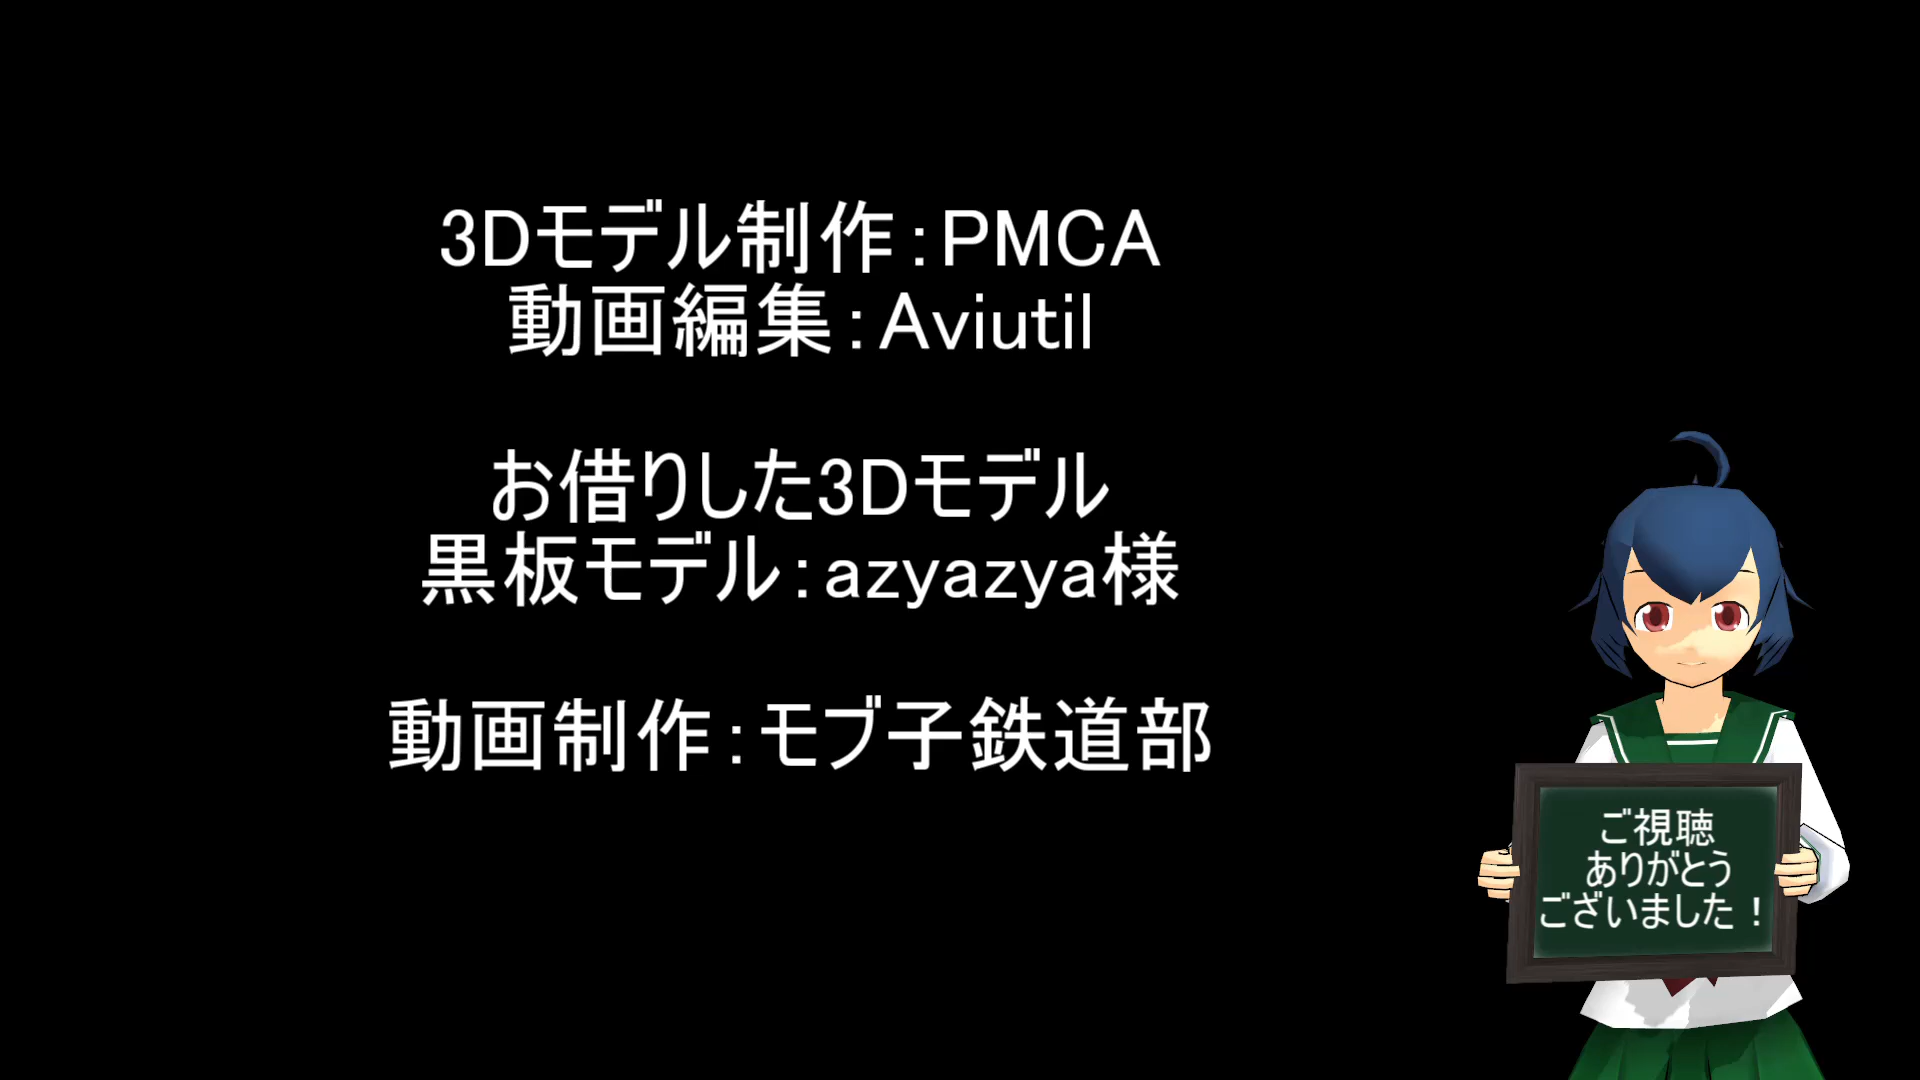 3Dモデル制作：PMCA
動画編集：Aviutil
お借りした3Dモデル
黒板モデル：azyazya様
動画制作：モブ子鉄道部
ご視聴
ありがとう
ございました！